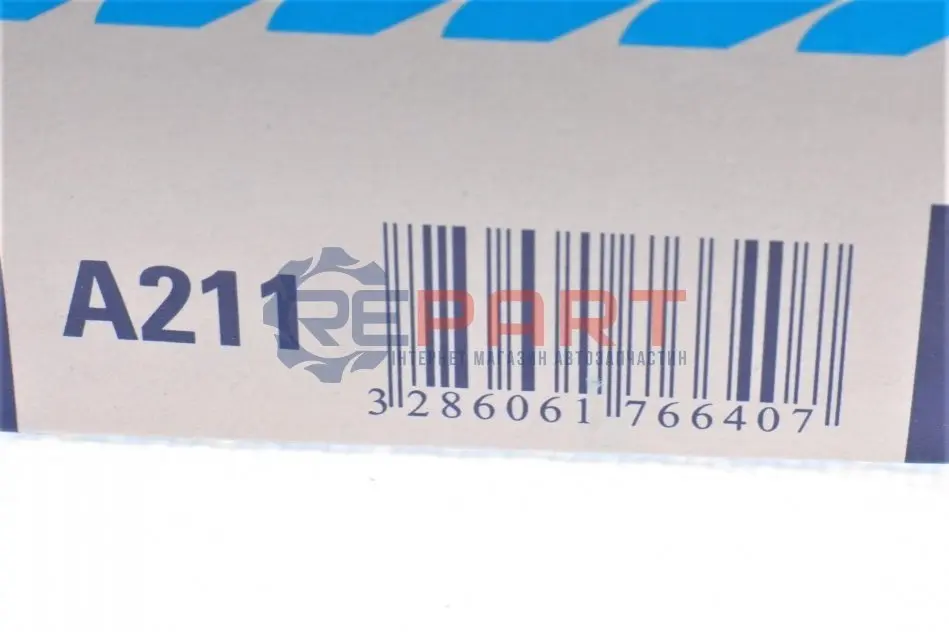 A211
REPART
ІНТЕРНЕТ МАГАЗИН АВТОЗАПЧАСТИН
3 286061 766407